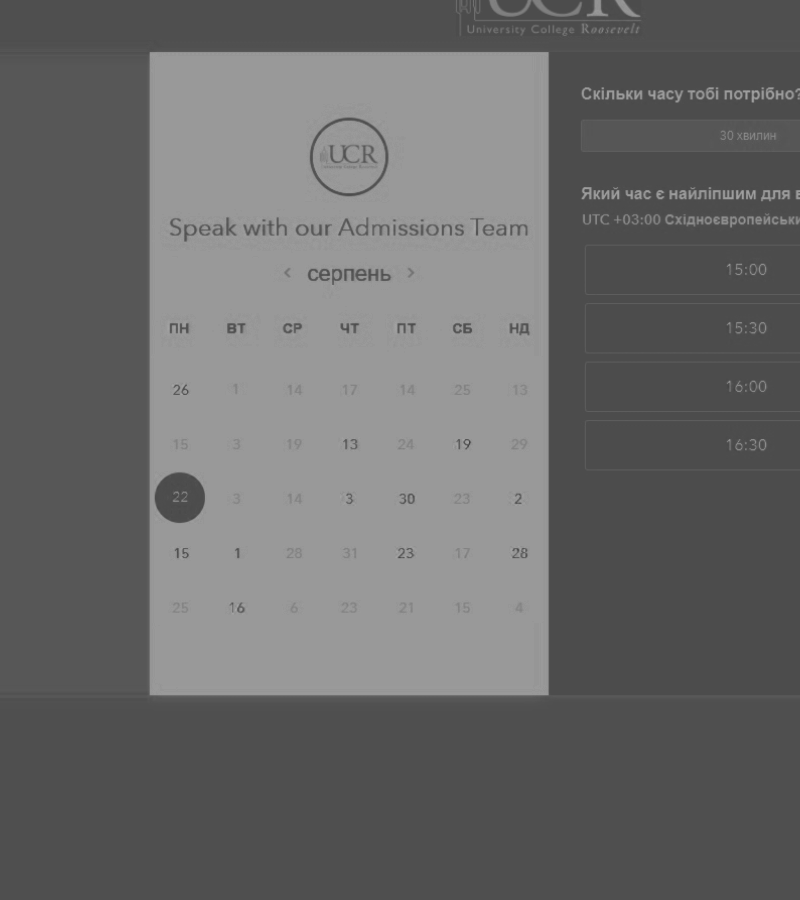 UCR
University College Roosevelt
UCR
Speak with our Admissions Team
< серпень >
ПН ВТ СР ЧТ ПТ СБ НД
26 1 14 17 14 25 13
15 3 19 13 24 19 29
22 3 14 3 30 23 2
15 1 28 31 23 17 28
25 16 6 23 21 15 4
Скільки часу тобі потрібно?
30 хвилин
Який час є найліпшим для в
UTC +03:00 Східноєвропейськи
15:00
15:30
16:00
16:30